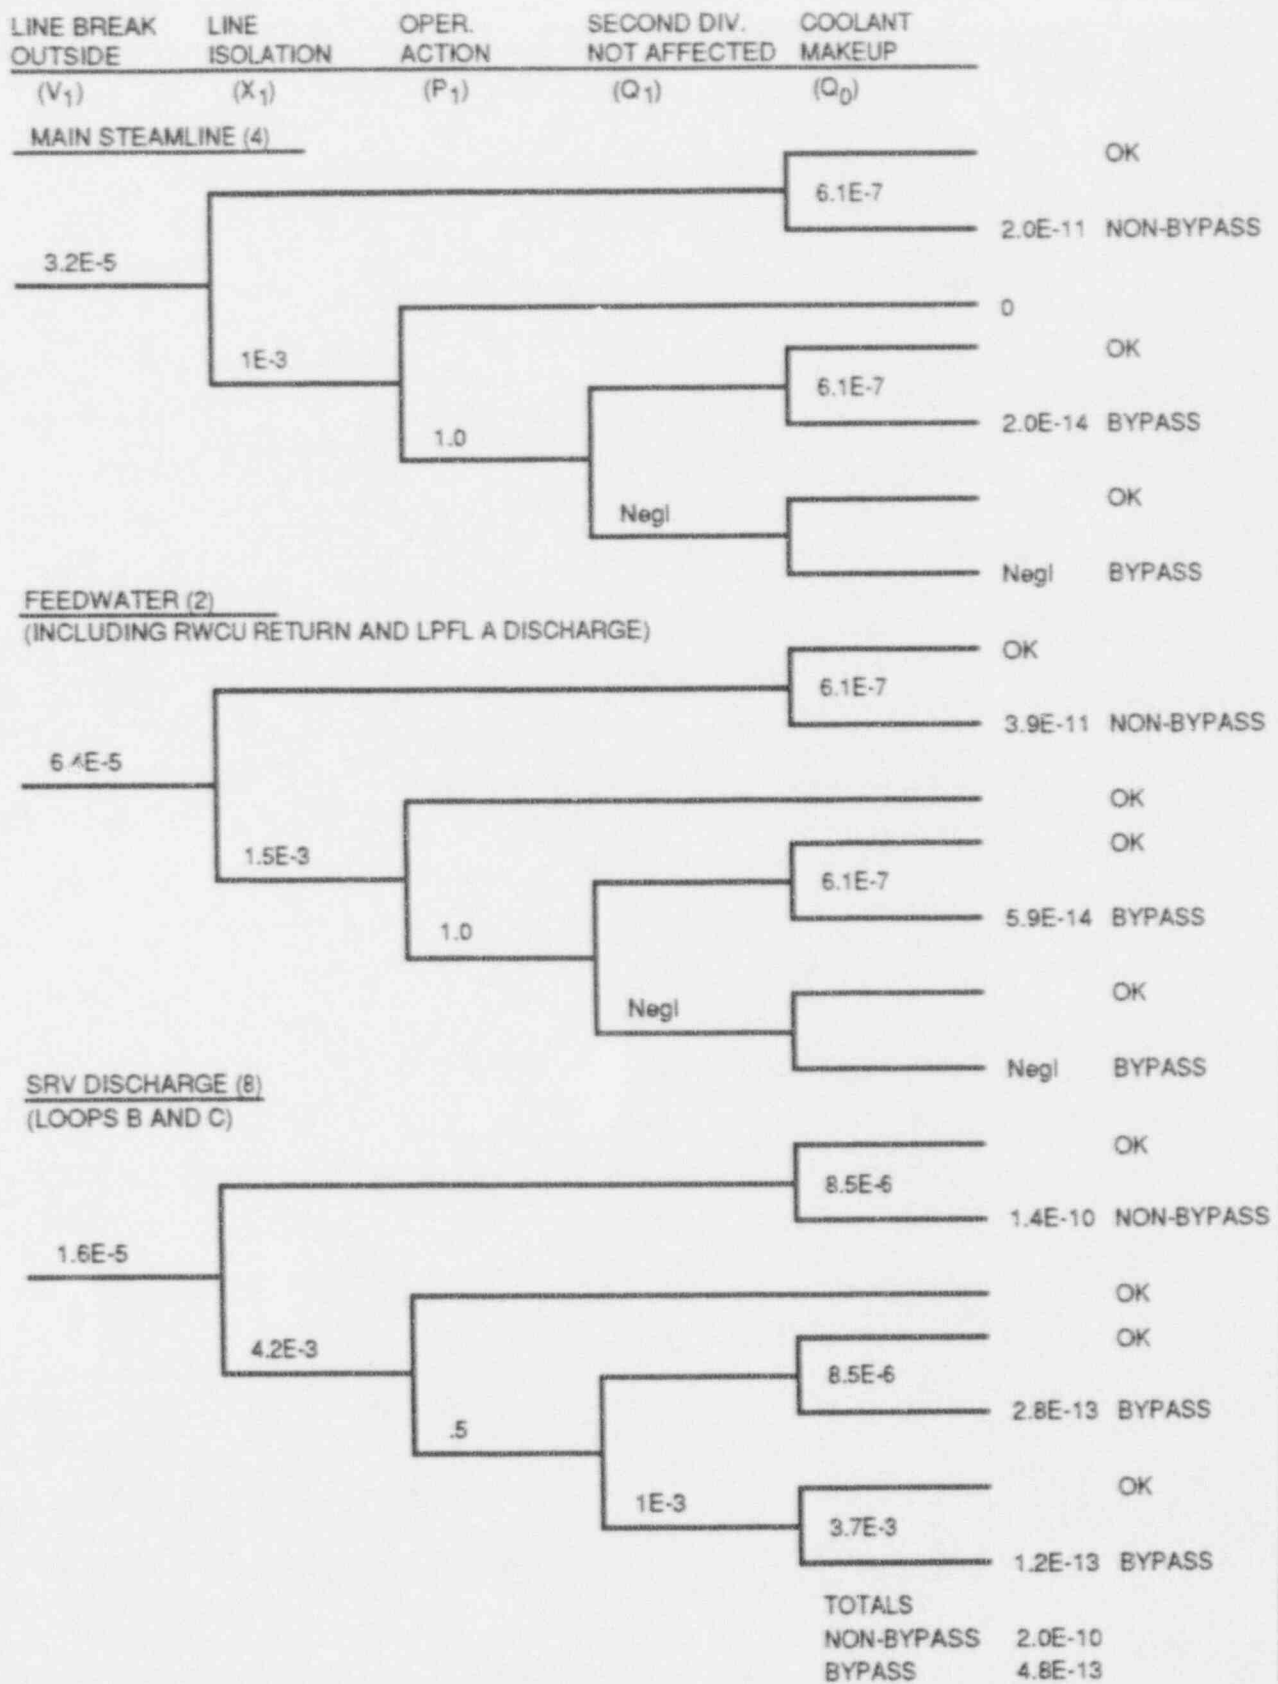 LINE BREAK OUTSIDE
LINE ISOLATION
OPER. ACTION
SECOND DIV. NOT AFFECTED
COOLANT MAKEUP
(V1) (X1) (P1) (Q1) (Q0)
MAIN STEAMLINE (4)
OK
6.1E-7
2.0E-11 NON-BYPASS
3.2E-5
0
OK
1E-3
6.1E-7
2.0E-14 BYPASS
1.0
OK
Negl
Negl BYPASS
FEEDWATER (2)
(INCLUDING RWCU RETURN AND LPFL A DISCHARGE)
OK
6.1E-7
3.9E-11 NON-BYPASS
6.4E-5
OK
OK
1.5E-3
6.1E-7
5.9E-14 BYPASS
1.0
OK
Negl
Negl BYPASS
SRV DISCHARGE (8)
(LOOPS B AND C)
OK
8.5E-6
1.4E-10 NON-BYPASS
1.6E-5
OK
OK
4.2E-3
8.5E-6
2.8E-13 BYPASS
.5
OK
1E-3
3.7E-3
1.2E-13 BYPASS
TOTALS
NON-BYPASS 2.0E-10
BYPASS 4.8E-13